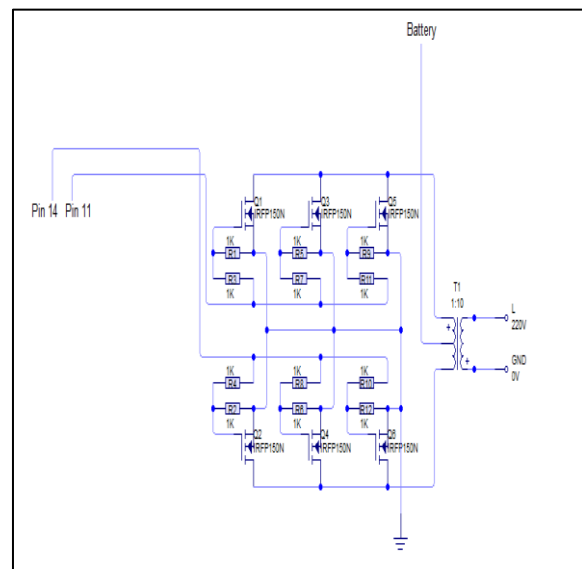 Battery
Pin 14 Pin 11
Q1
IRFP150N
Q3
IRFP150N
Q5
IRFP150N
1K
R1
R3
1K
1K
R5
R7
1K
1K
R9
R11
1K
T1
1:10
L
220V
GND
0V
1K
R4
R2
1K
1K
R8
R6
1K
1K
R10
R12
1K
Q2
IRFP150N
Q4
IRFP150N
Q6
IRFP150N